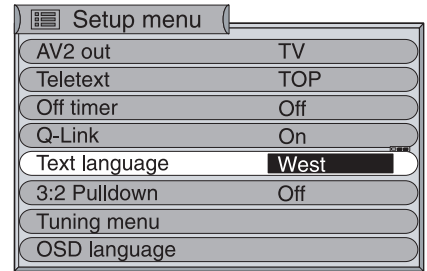 Setup menu
AV2 out TV
Teletext TOP
Off timer Off
Q-Link On
Text language West
3:2 Pulldown Off
Tuning menu
OSD language